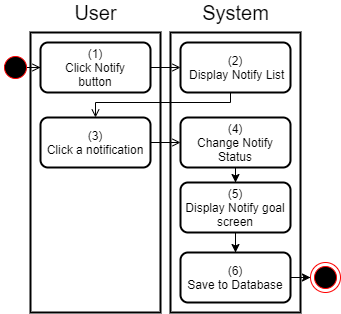 User
System
(1)
Click Notify
button
(2)
Display Notify List
(3)
Click a notification
(4)
Change Notify
Status
(5)
Display Notify goal
screen
(6)
Save to Database